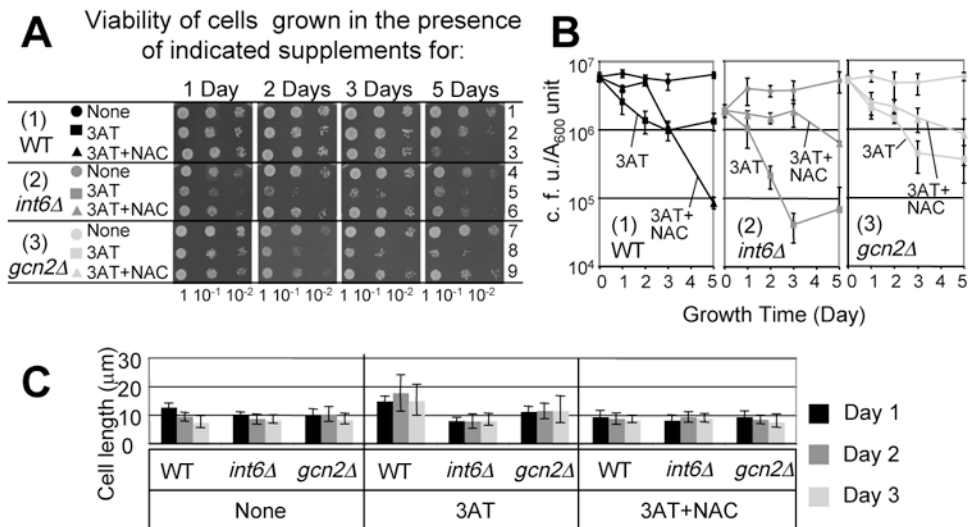 A
Viability of cells grown in the presence
of indicated supplements for:
1 Day 2 Days 3 Days 5 Days
(1)
WT
● None 1
■ 3AT 2
▲ 3AT+NAC 3
(2)
int6Δ
● None 4
■ 3AT 5
▲ 3AT+NAC 6
(3)
gcn2Δ
● None 7
■ 3AT 8
▲ 3AT+NAC 9
1 10⁻¹ 10⁻² 1 10⁻¹ 10⁻² 1 10⁻¹ 10⁻² 1 10⁻¹ 10⁻²
B
c. f. u./A₆₀₀ unit
10⁷
10⁶
10⁵
10⁴
3AT
3AT+
NAC
(1)
WT
3AT
3AT+
NAC
(2)
int6Δ
3AT
3AT+
NAC
(3)
gcn2Δ
0 1 2 3 4 5 0 1 2 3 4 5 0 1 2 3 4 5
Growth Time (Day)
C
Cell length (μm)
30
20
10
0
WT int6Δ gcn2Δ WT int6Δ gcn2Δ WT int6Δ gcn2Δ
None 3AT 3AT+NAC
Day 1
Day 2
Day 3